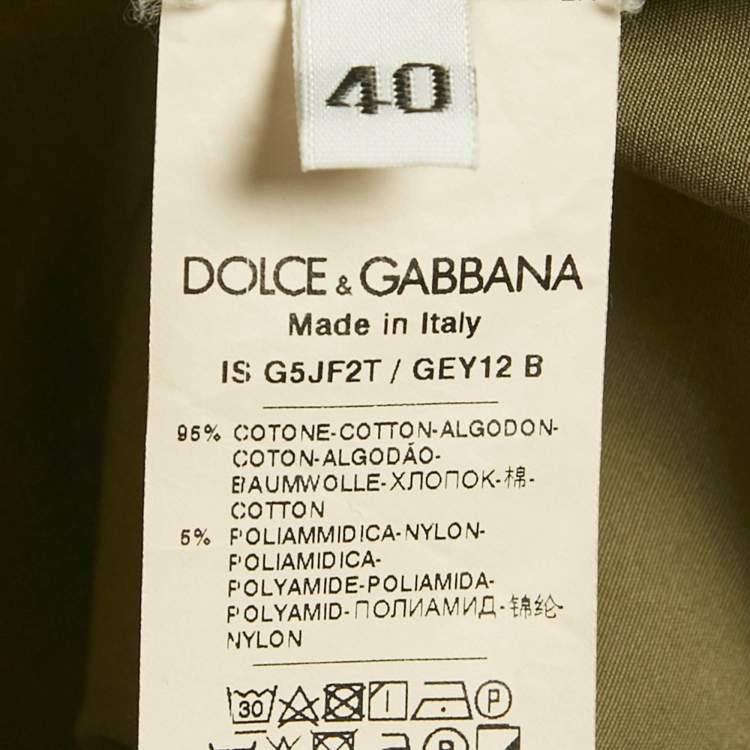 40
DOLCE & GABBANA
Made in Italy
IS G5JF2T / GEY12 B
95% COTONE-COTTON-ALGODON-
COTON-ALGODÃO-
BAUMWOLLE-ХЛОПОК-棉-
COTTON
5% POLIAMMIDICA-NYLON-
POLIAMIDICA-
POLYAMIDE-POLIAMIDA-
POLYAMID-ПОЛИАМИД-锦纶-
NYLON
30 P